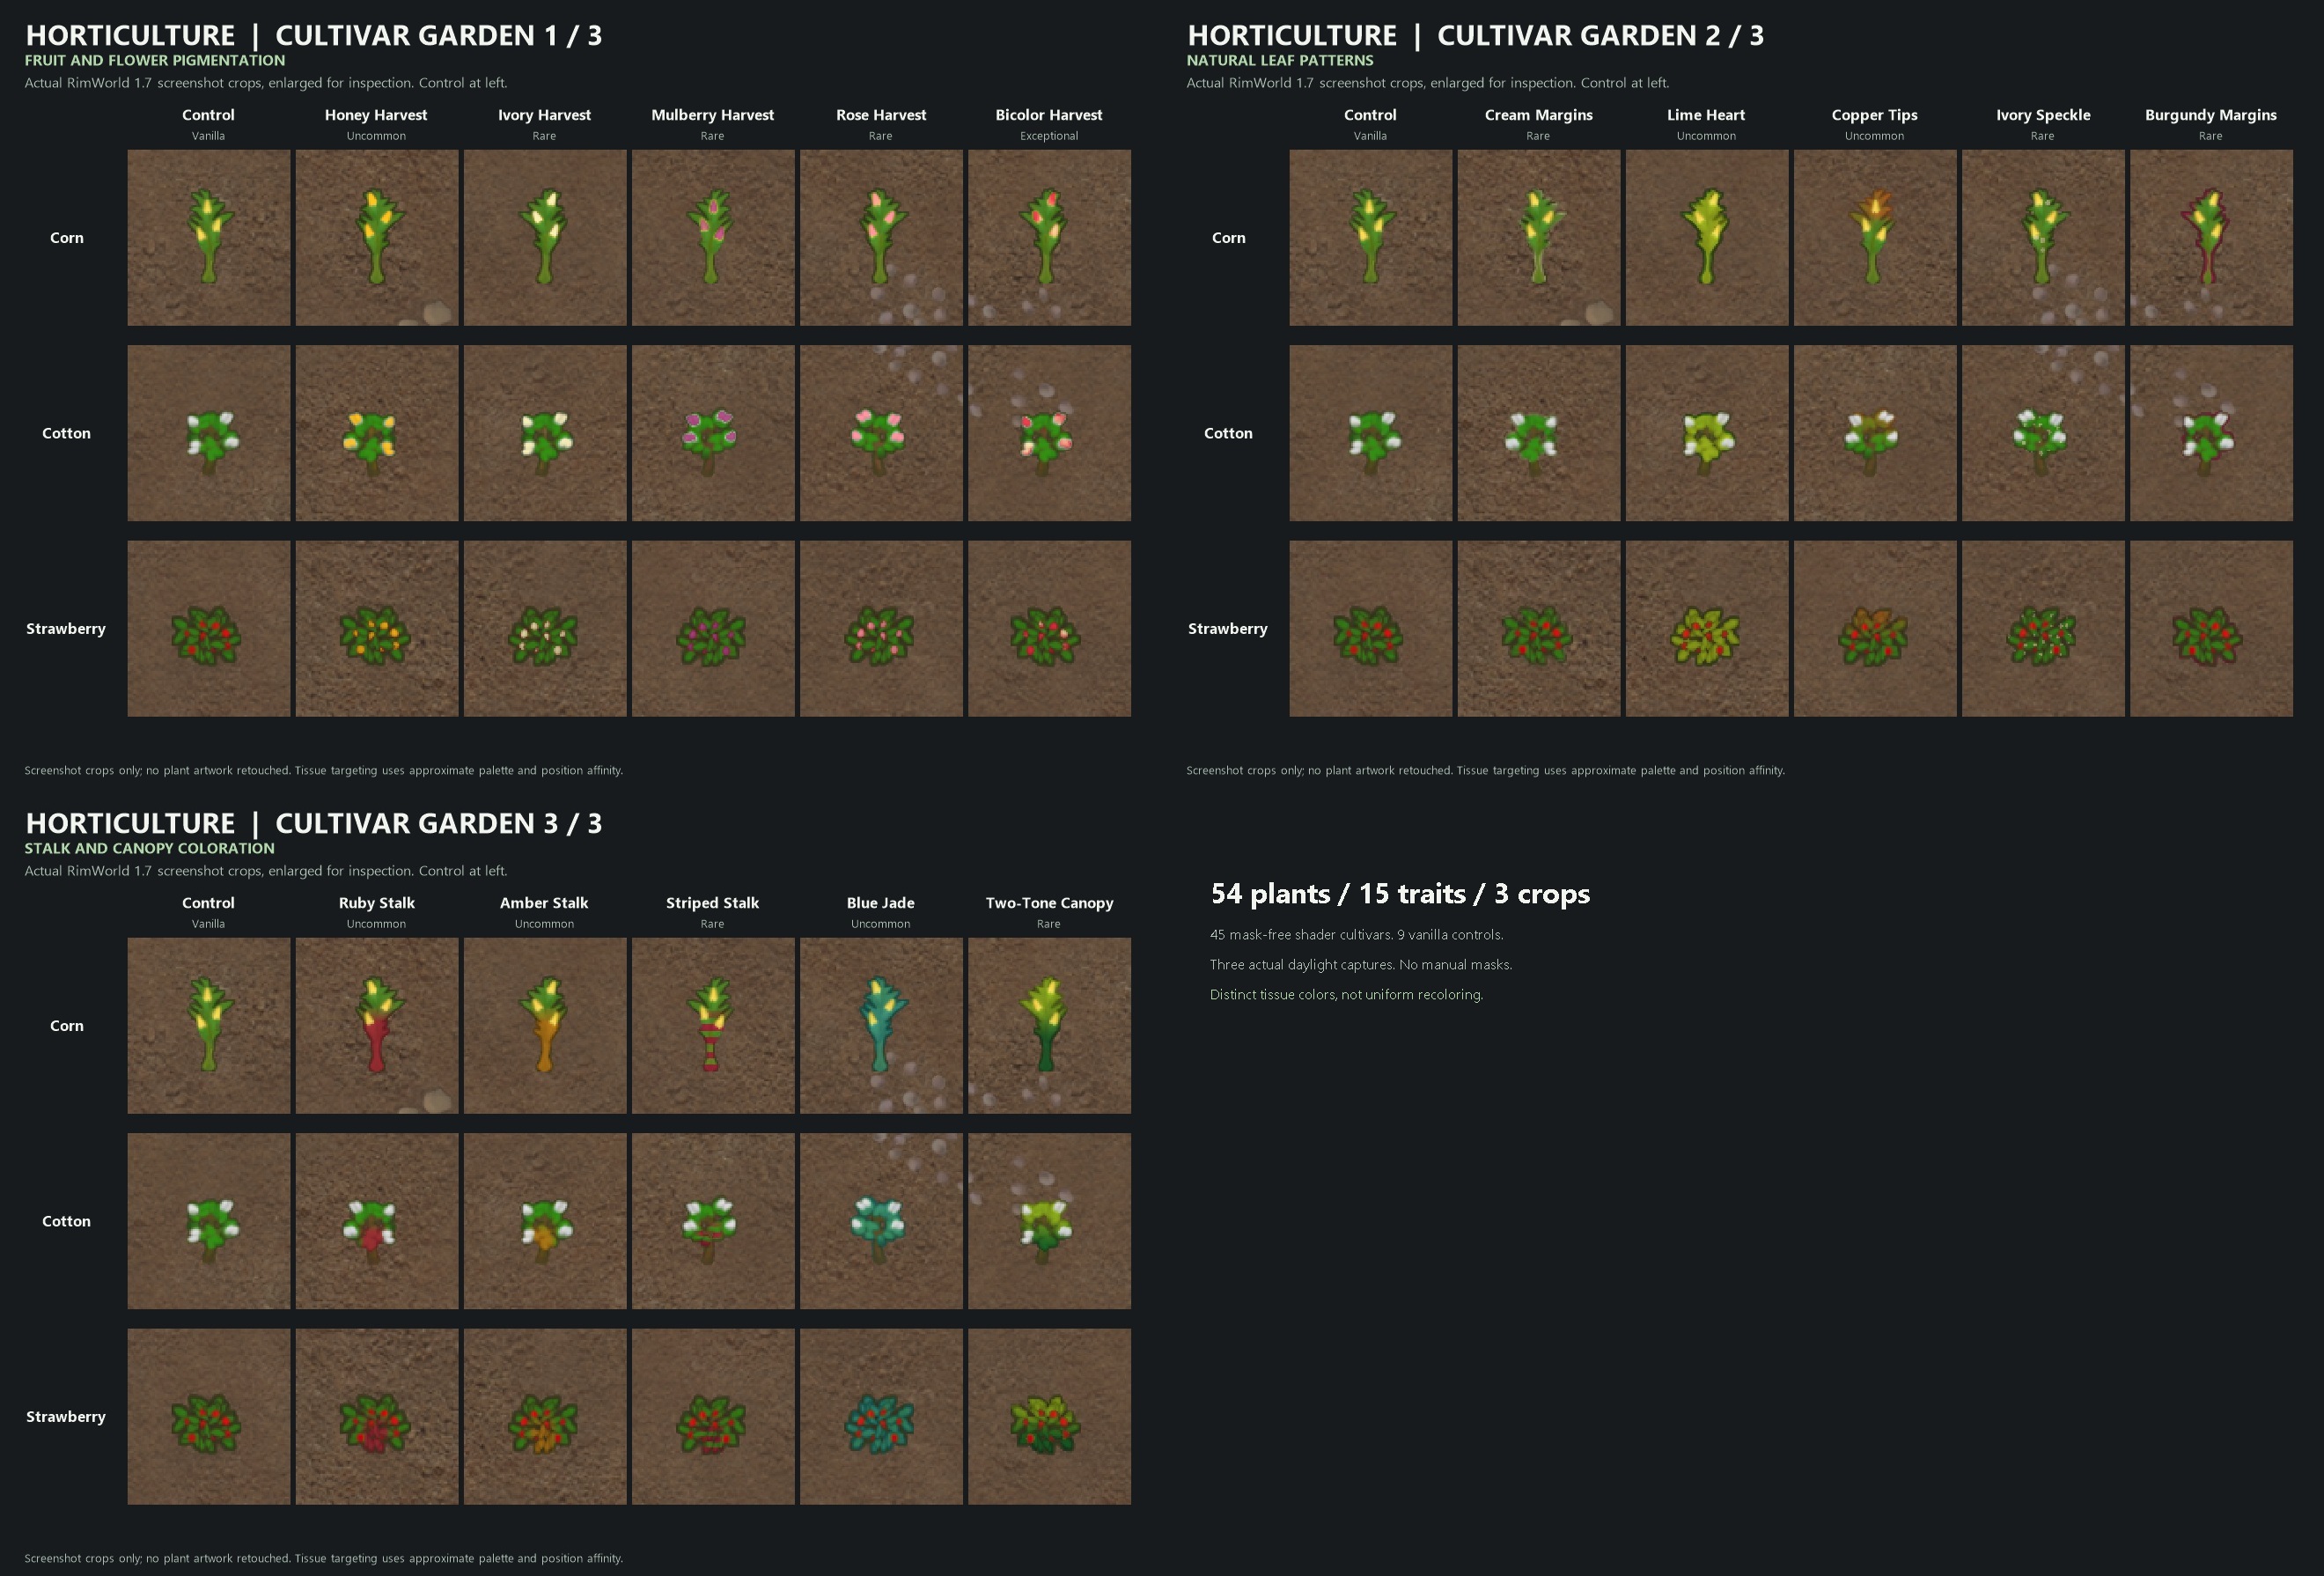 HORTICULTURE | CULTIVAR GARDEN 1 / 3
FRUIT AND FLOWER PIGMENTATION
Actual RimWorld 1.7 screenshot crops, enlarged for inspection. Control at left.
Control Honey Harvest Ivory Harvest Mulberry Harvest Rose Harvest Bicolor Harvest
Vanilla Uncommon Rare Rare Rare Exceptional
Corn
Cotton
Strawberry
Screenshot crops only; no plant artwork retouched. Tissue targeting uses approximate palette and position affinity.
HORTICULTURE | CULTIVAR GARDEN 2 / 3
NATURAL LEAF PATTERNS
Actual RimWorld 1.7 screenshot crops, enlarged for inspection. Control at left.
Control Cream Margins Lime Heart Copper Tips Ivory Speckle Burgundy Margins
Vanilla Rare Uncommon Uncommon Rare Rare
Corn
Cotton
Strawberry
Screenshot crops only; no plant artwork retouched. Tissue targeting uses approximate palette and position affinity.
HORTICULTURE | CULTIVAR GARDEN 3 / 3
STALK AND CANOPY COLORATION
Actual RimWorld 1.7 screenshot crops, enlarged for inspection. Control at left.
Control Ruby Stalk Amber Stalk Striped Stalk Blue Jade Two-Tone Canopy
Vanilla Uncommon Uncommon Rare Uncommon Rare
Corn
Cotton
Strawberry
Screenshot crops only; no plant artwork retouched. Tissue targeting uses approximate palette and position affinity.
54 plants / 15 traits / 3 crops
45 mask-free shader cultivars. 9 vanilla controls.
Three actual daylight captures. No manual masks.
Distinct tissue colors, not uniform recoloring.